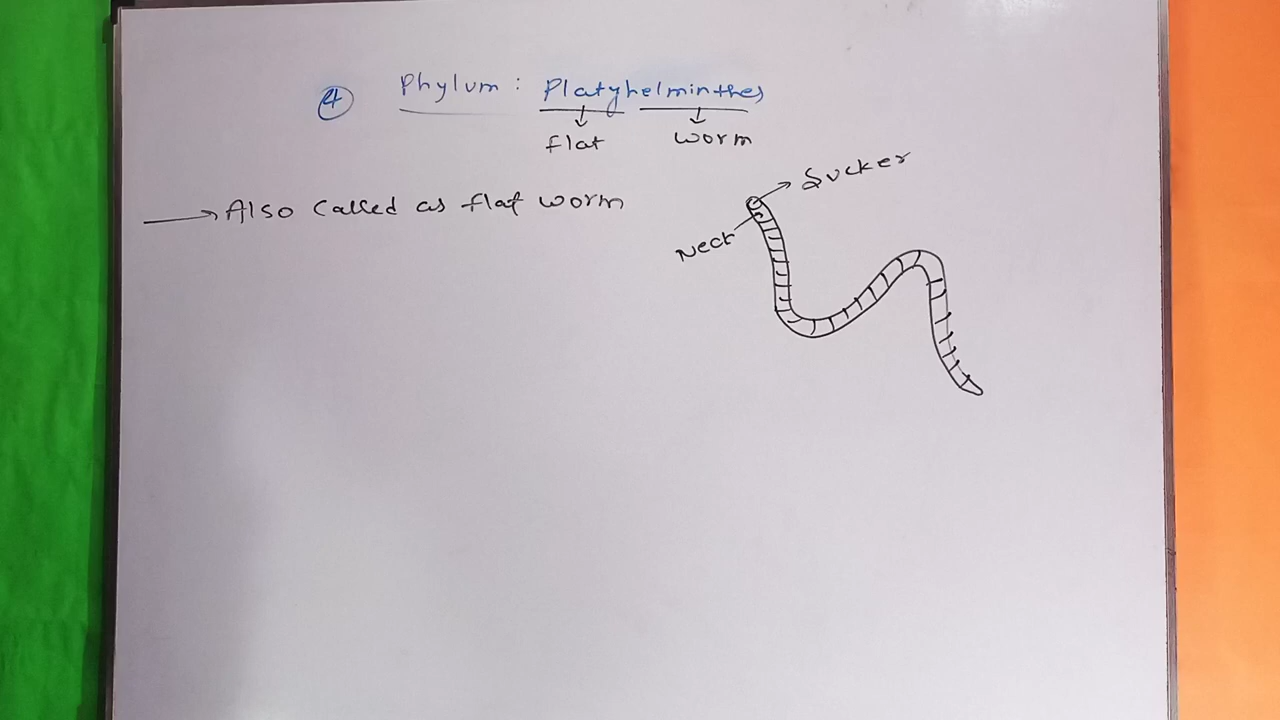 4 Phylum : Platyhelminthes
flat worm
→ Also called as flat worm
Sucker
Neck